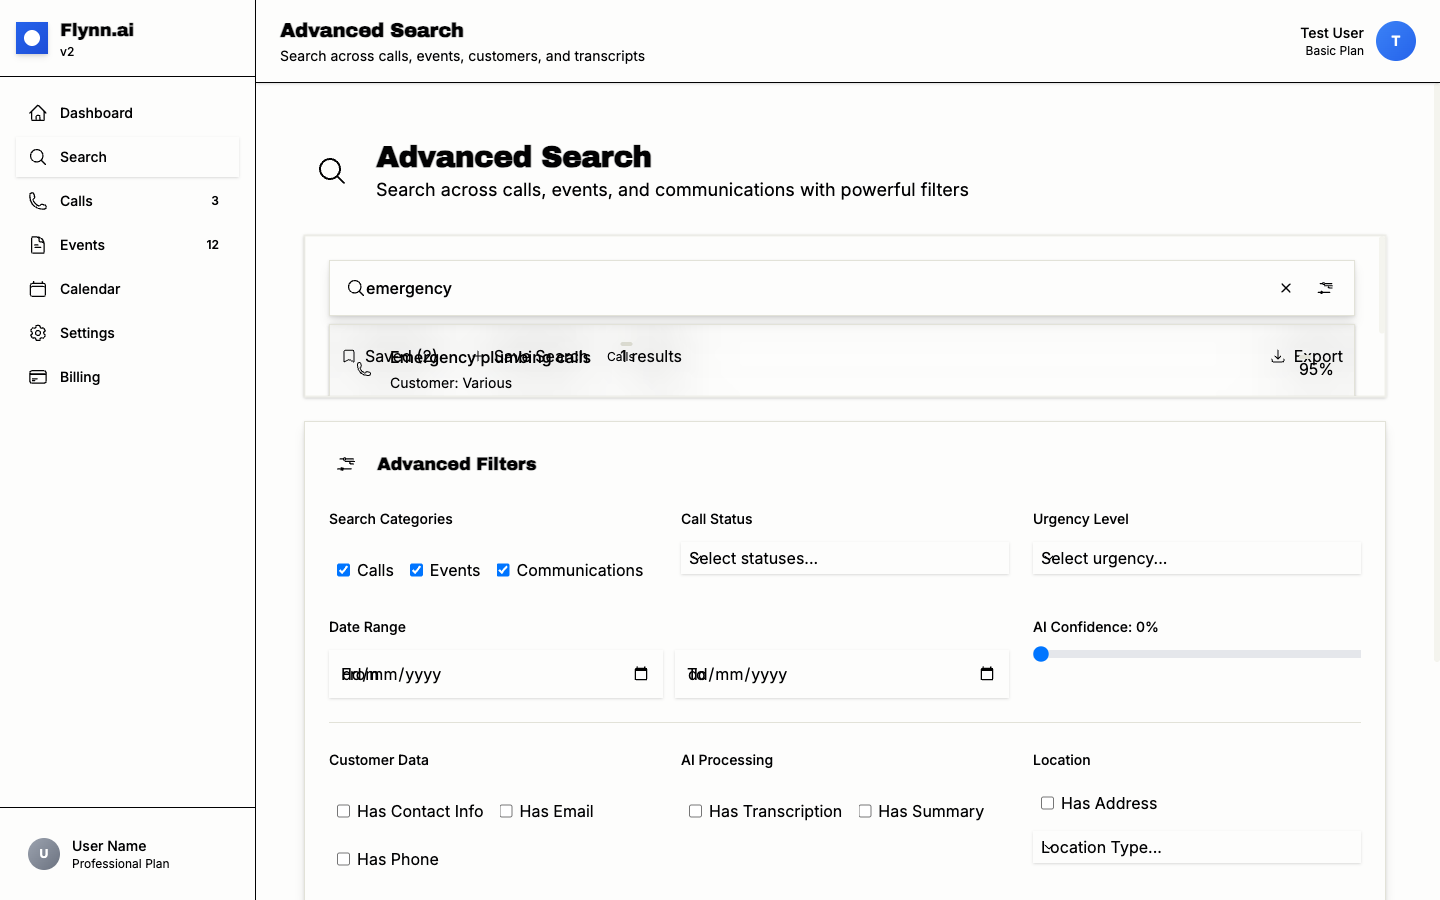 Flynn.ai
v2
Dashboard
Search
Calls 3
Events 12
Calendar
Settings
Billing
User Name
Professional Plan
U
Advanced Search
Search across calls, events, customers, and transcripts
Test User
Basic Plan
T
Advanced Search
Search across calls, events, and communications with powerful filters
emergency
Saved (2)
Save Search
1 results
Export
Emergency plumbing calls
Calls
Customer: Various
95%
Advanced Filters
Search Categories
Calls Events Communications
Call Status
Select statuses...
Urgency Level
Select urgency...
Date Range
From dd/mm/yyyy
To dd/mm/yyyy
AI Confidence: 0%
Customer Data
Has Contact Info Has Email
Has Phone
AI Processing
Has Transcription Has Summary
Location
Has Address
Location Type...